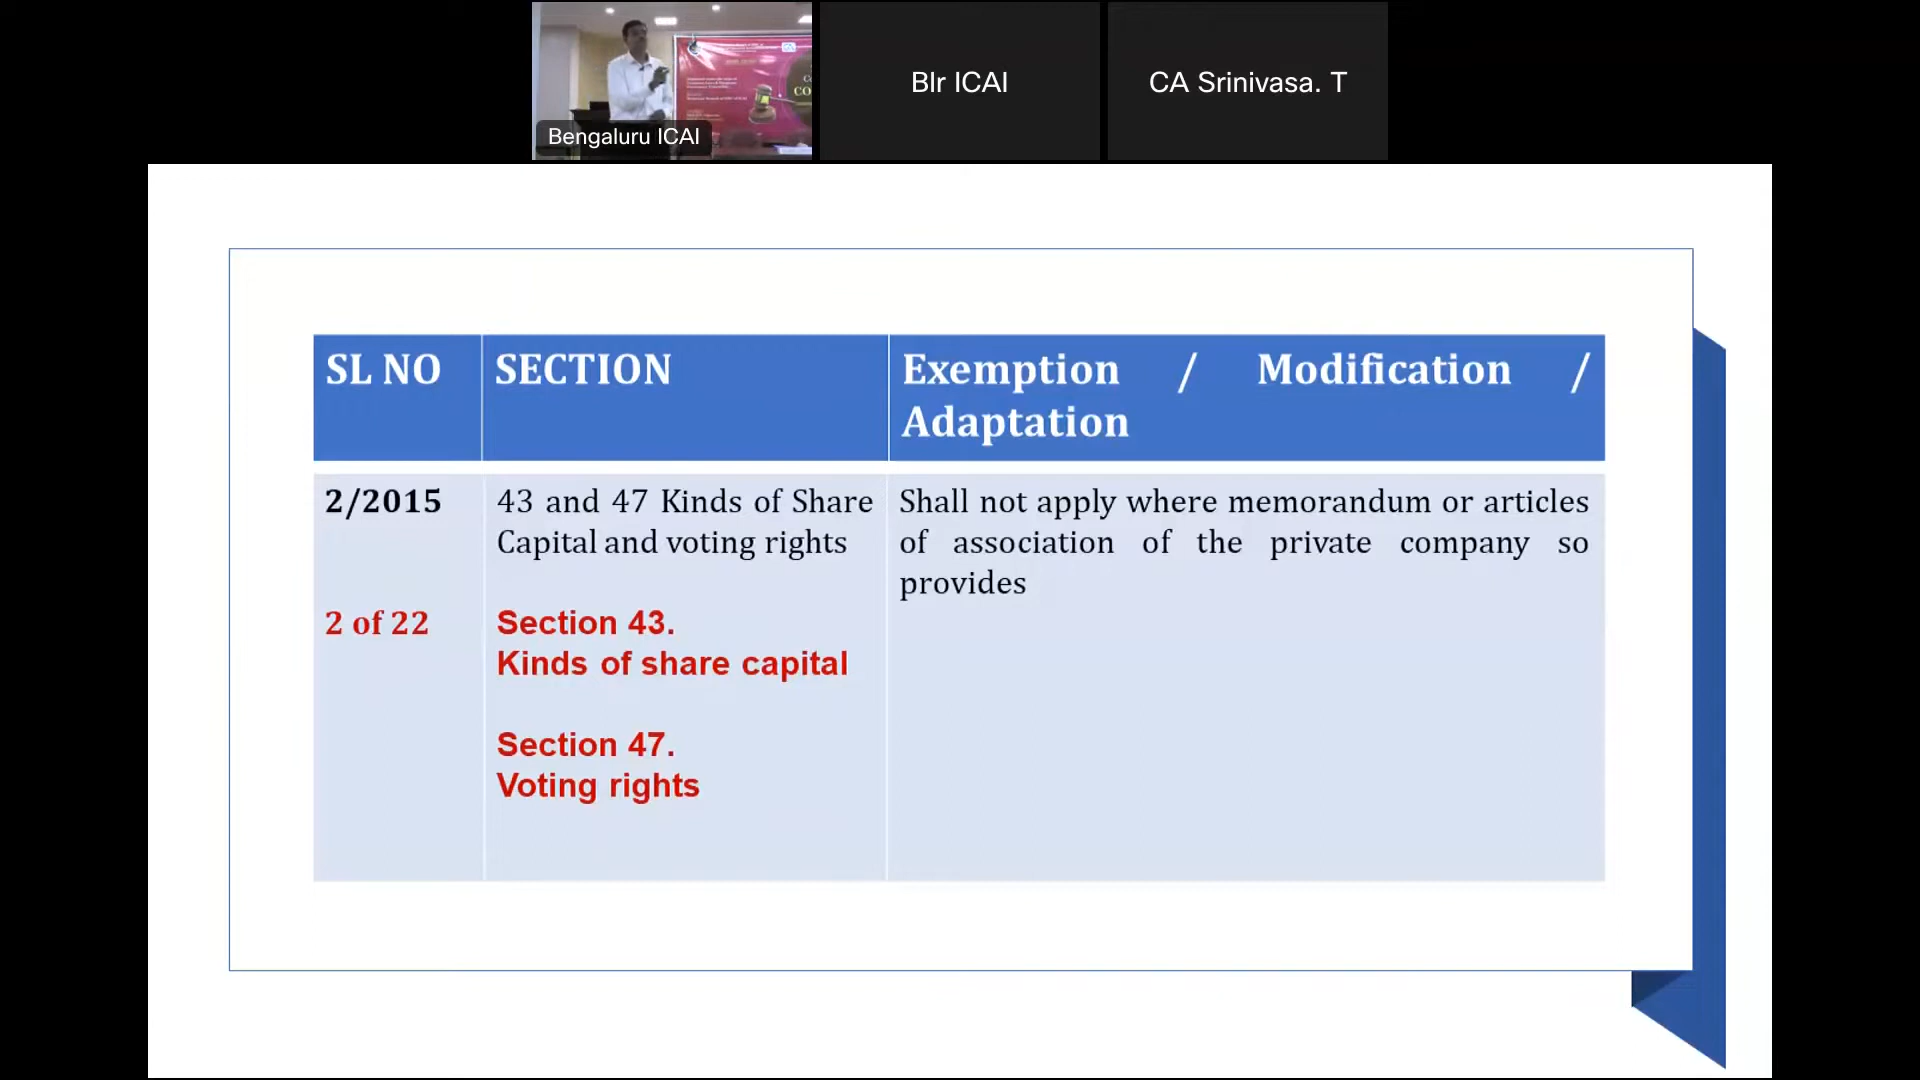 Bengaluru ICAI
Blr ICAI
CA Srinivasa. T
SL NO
SECTION
Exemption / Modification /
Adaptation
2/2015
2 of 22
43 and 47 Kinds of Share
Capital and voting rights
Section 43.
Kinds of share capital
Section 47.
Voting rights
Shall not apply where memorandum or articles
of association of the private company so
provides